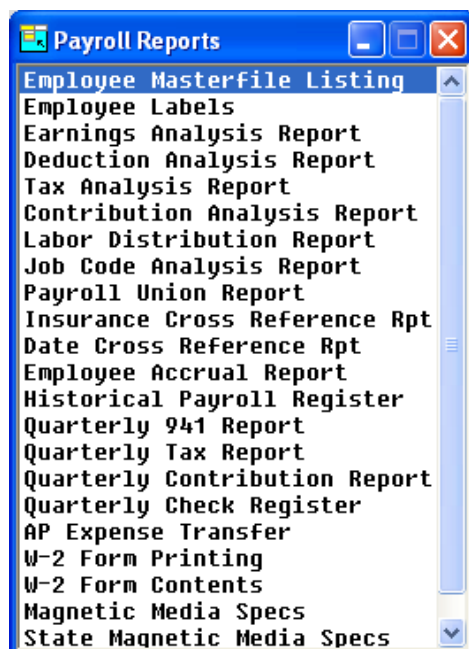 Payroll Reports
Employee Masterfile Listing
Employee Labels
Earnings Analysis Report
Deduction Analysis Report
Tax Analysis Report
Contribution Analysis Report
Labor Distribution Report
Job Code Analysis Report
Payroll Union Report
Insurance Cross Reference Rpt
Date Cross Reference Rpt
Employee Accrual Report
Historical Payroll Register
Quarterly 941 Report
Quarterly Tax Report
Quarterly Contribution Report
Quarterly Check Register
AP Expense Transfer
W-2 Form Printing
W-2 Form Contents
Magnetic Media Specs
State Magnetic Media Specs